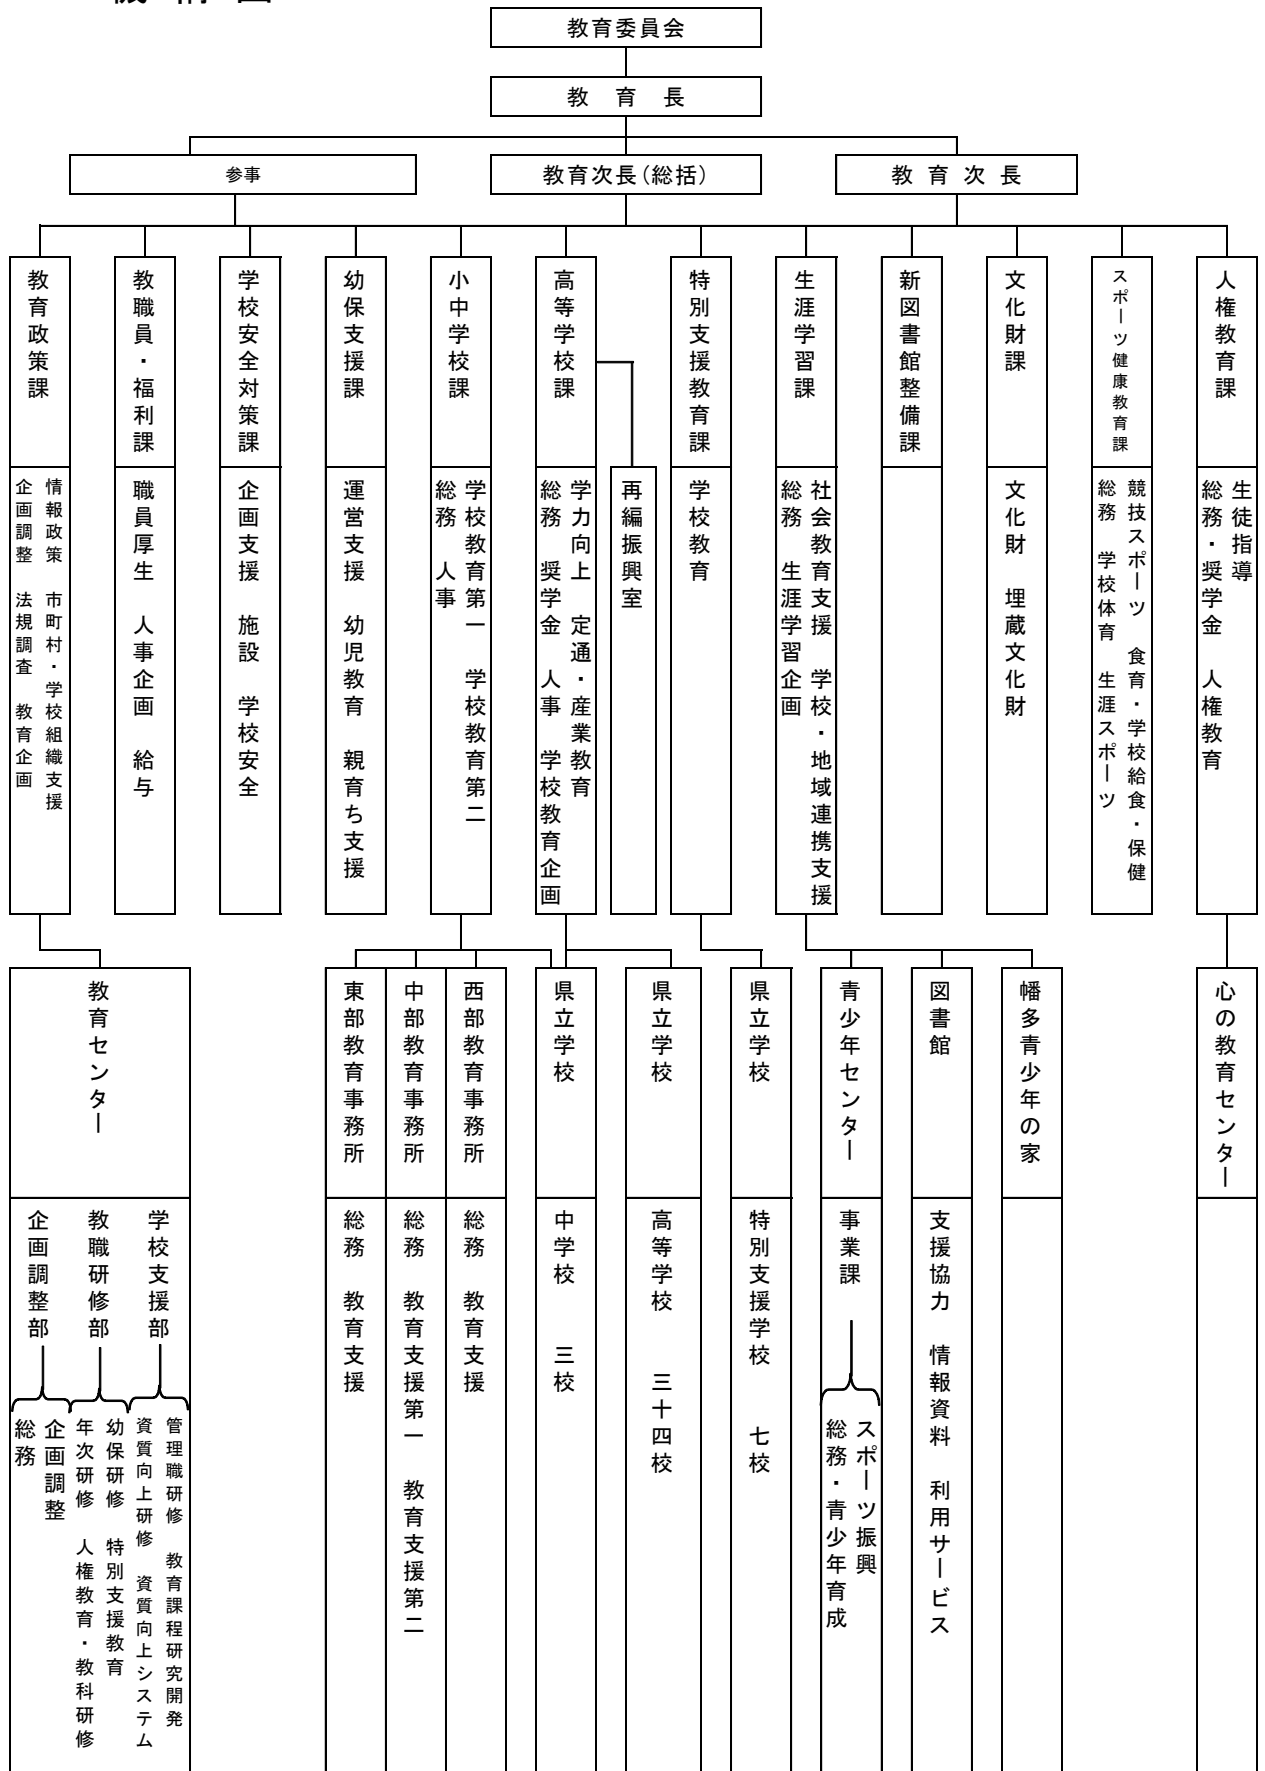 機 構 図
教育委員会
教 育 長
参事
教育次長(総括)
教 育 次 長
教育政策課
企画調整 法規調査 教育企画
情報政策 市町村・学校組織支援
教職員・福利課
職員厚生 人事企画 給与
学校安全対策課
企画支援 施設 学校安全
幼保支援課
運営支援 幼児教育 親育ち支援
小中学校課
総務 人事
学校教育第一 学校教育第二
高等学校課
総務 奨学金 人事 学校教育企画
学力向上 定通・産業教育
再編振興室
特別支援教育課
学校教育
生涯学習課
総務 生涯学習企画
社会教育支援 学校・地域連携支援
新図書館整備課
文化財課
文化財 埋蔵文化財
スポーツ健康教育課
総務 学校体育 生涯スポーツ
競技スポーツ 食育・学校給食・保健
人権教育課
総務・奨学金 人権教育
生徒指導
教育センター
企画調整部
総務
企画調整
教職研修部
年次研修 人権教育・教科研修
幼保研修 特別支援教育
学校支援部
資質向上研修 資質向上システム
管理職研修 教育課程研究開発
東部教育事務所
総務 教育支援
中部教育事務所
総務 教育支援第一 教育支援第二
西部教育事務所
総務 教育支援
県立学校
中学校 三校
県立学校
高等学校 三十四校
県立学校
特別支援学校 七校
青少年センター
事業課
総務・青少年育成
スポーツ振興
図書館
支援協力 情報資料 利用サービス
幡多青少年の家
心の教育センター